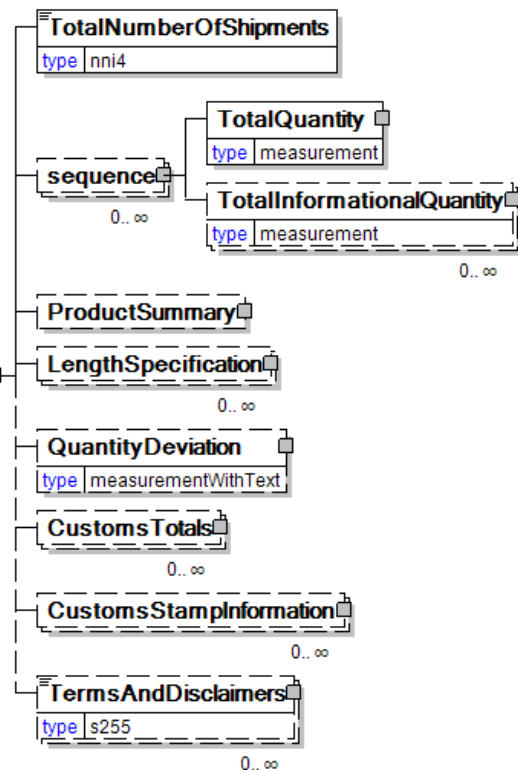 TotalNumberOfShipments
type nni4
TotalQuantity
type measurement
sequence
0.. ∞
TotalInformationalQuantity
type measurement
0.. ∞
ProductSummary
LengthSpecification
0.. ∞
QuantityDeviation
type measurementWithText
CustomsTotals
0.. ∞
CustomsStampInformation
0.. ∞
TermsAndDisclaimers
type s255
0.. ∞